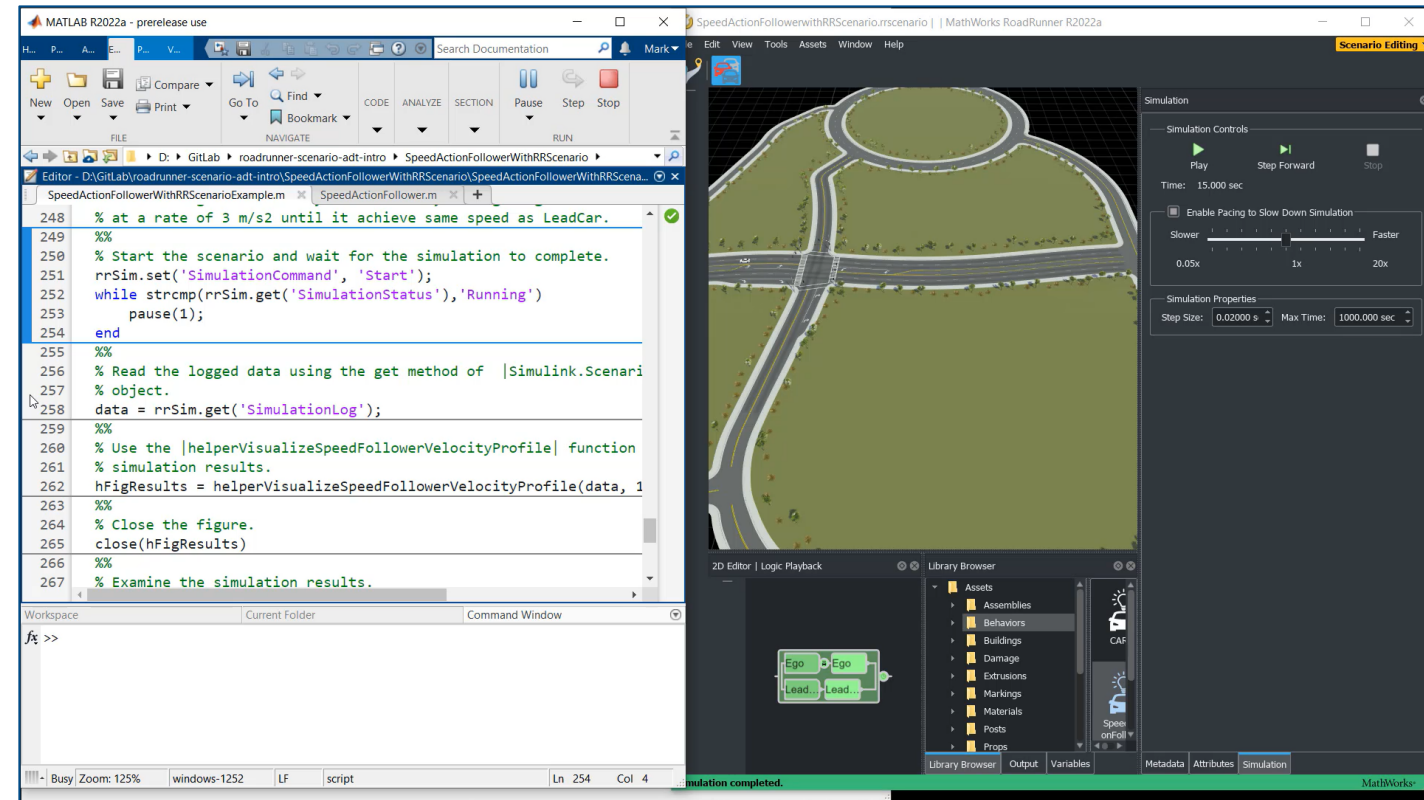 MATLAB R2022a - prerelease use
H... P... A... E... P... V...
Search Documentation
Mark
New Open Save
Compare
Print
Go To
Find
Bookmark
CODE ANALYZE SECTION
Pause Step Stop
FILE NAVIGATE RUN
D: GitLab roadrunner-scenario-adt-intro SpeedActionFollowerWithRRScenario
Editor - D:\GitLab\roadrunner-scenario-adt-intro\SpeedActionFollowerWithRRScenario\SpeedActionFollowerWithRRScena...
SpeedActionFollowerWithRRScenarioExample.m SpeedActionFollower.m +
248 % at a rate of 3 m/s2 until it achieve same speed as LeadCar.
249 %%
250 % Start the scenario and wait for the simulation to complete.
251 rrSim.set('SimulationCommand', 'Start');
252 while strcmp(rrSim.get('SimulationStatus'),'Running')
253 pause(1);
254 end
255 %%
256 % Read the logged data using the get method of |Simulink.Scenari
257 % object.
258 data = rrSim.get('SimulationLog');
259 %%
260 % Use the |helperVisualizeSpeedFollowerVelocityProfile| function
261 % simulation results.
262 hFigResults = helperVisualizeSpeedFollowerVelocityProfile(data, 1
263 %%
264 % Close the figure.
265 close(hFigResults)
266 %%
267 % Examine the simulation results.
Workspace Current Folder Command Window
fx >>
Busy Zoom: 125% windows-1252 LF script Ln 254 Col 4
SpeedActionFollowerwithRRScenario.rrscenario | | MathWorks RoadRunner R2022a
Edit View Tools Assets Window Help
Scenario Editing
Simulation
Simulation Controls
Play Step Forward Stop
Time: 15.000 sec
Enable Pacing to Slow Down Simulation
Slower Faster
0.05x 1x 20x
Simulation Properties
Step Size: 0.02000 s Max Time: 1000.000 sec
2D Editor | Logic Playback
Ego Ego
Lead... Lead...
Library Browser
Assets
Assemblies
Behaviors
Buildings
Damage
Extrusions
Markings
Materials
Posts
Props
CAR
Spee
onFoll
Library Browser Output Variables
Metadata Attributes Simulation
mulation completed.
MathWorks